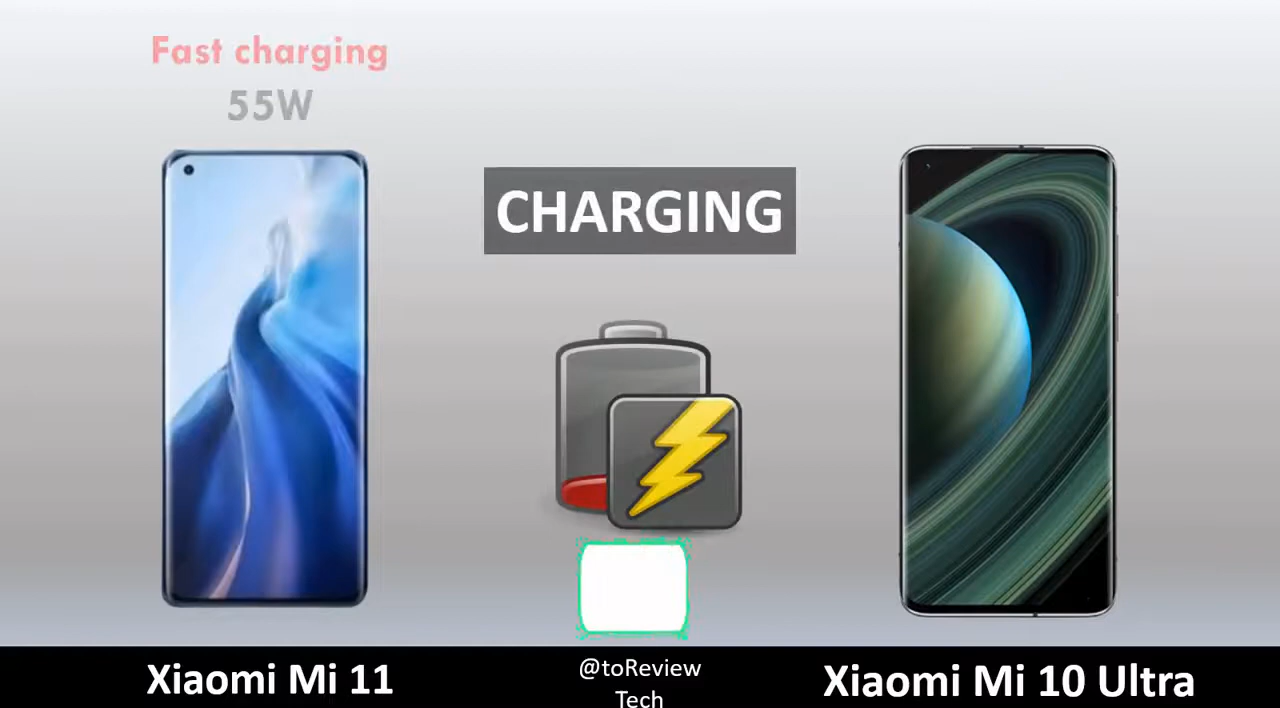 Fast charging
55W
CHARGING
Xiaomi Mi 11
@toReview
Tech
Xiaomi Mi 10 Ultra